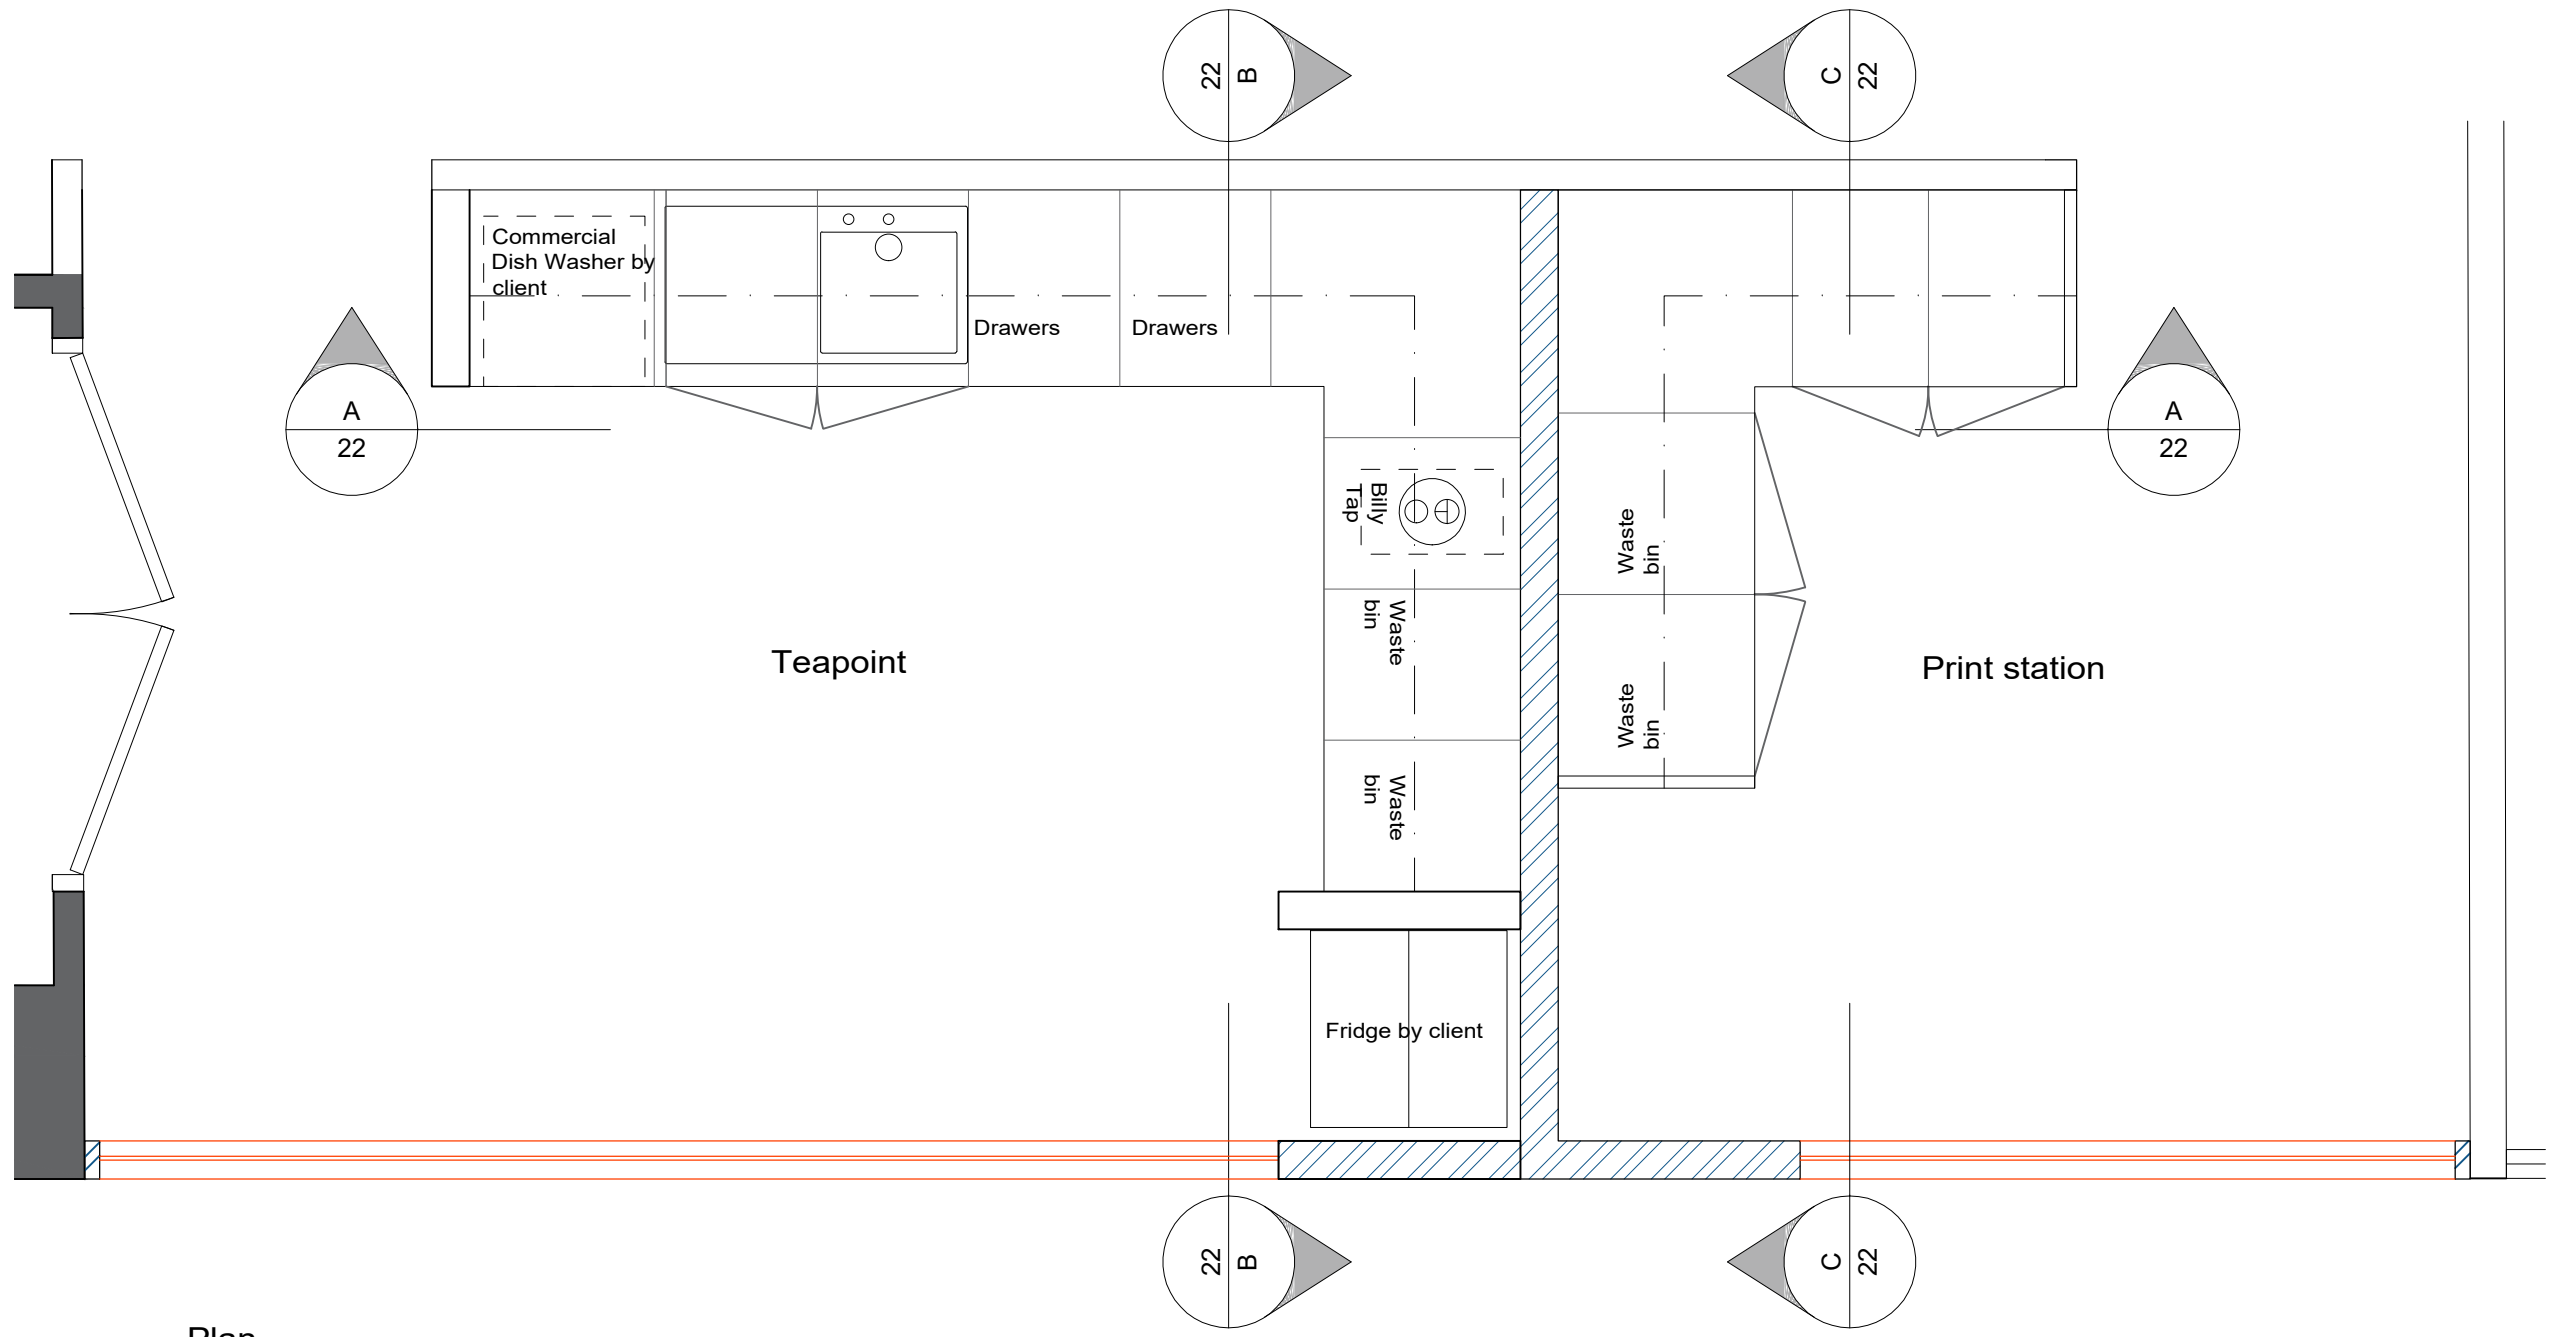 22
B
C
22
Commercial
Dish Washer by
client
Drawers
Drawers
A
22
A
22
Billy
Tap
Waste
bin
Waste
bin
Waste
bin
Waste
bin
Teapoint
Print station
Fridge by client
22
B
C
22
Plan